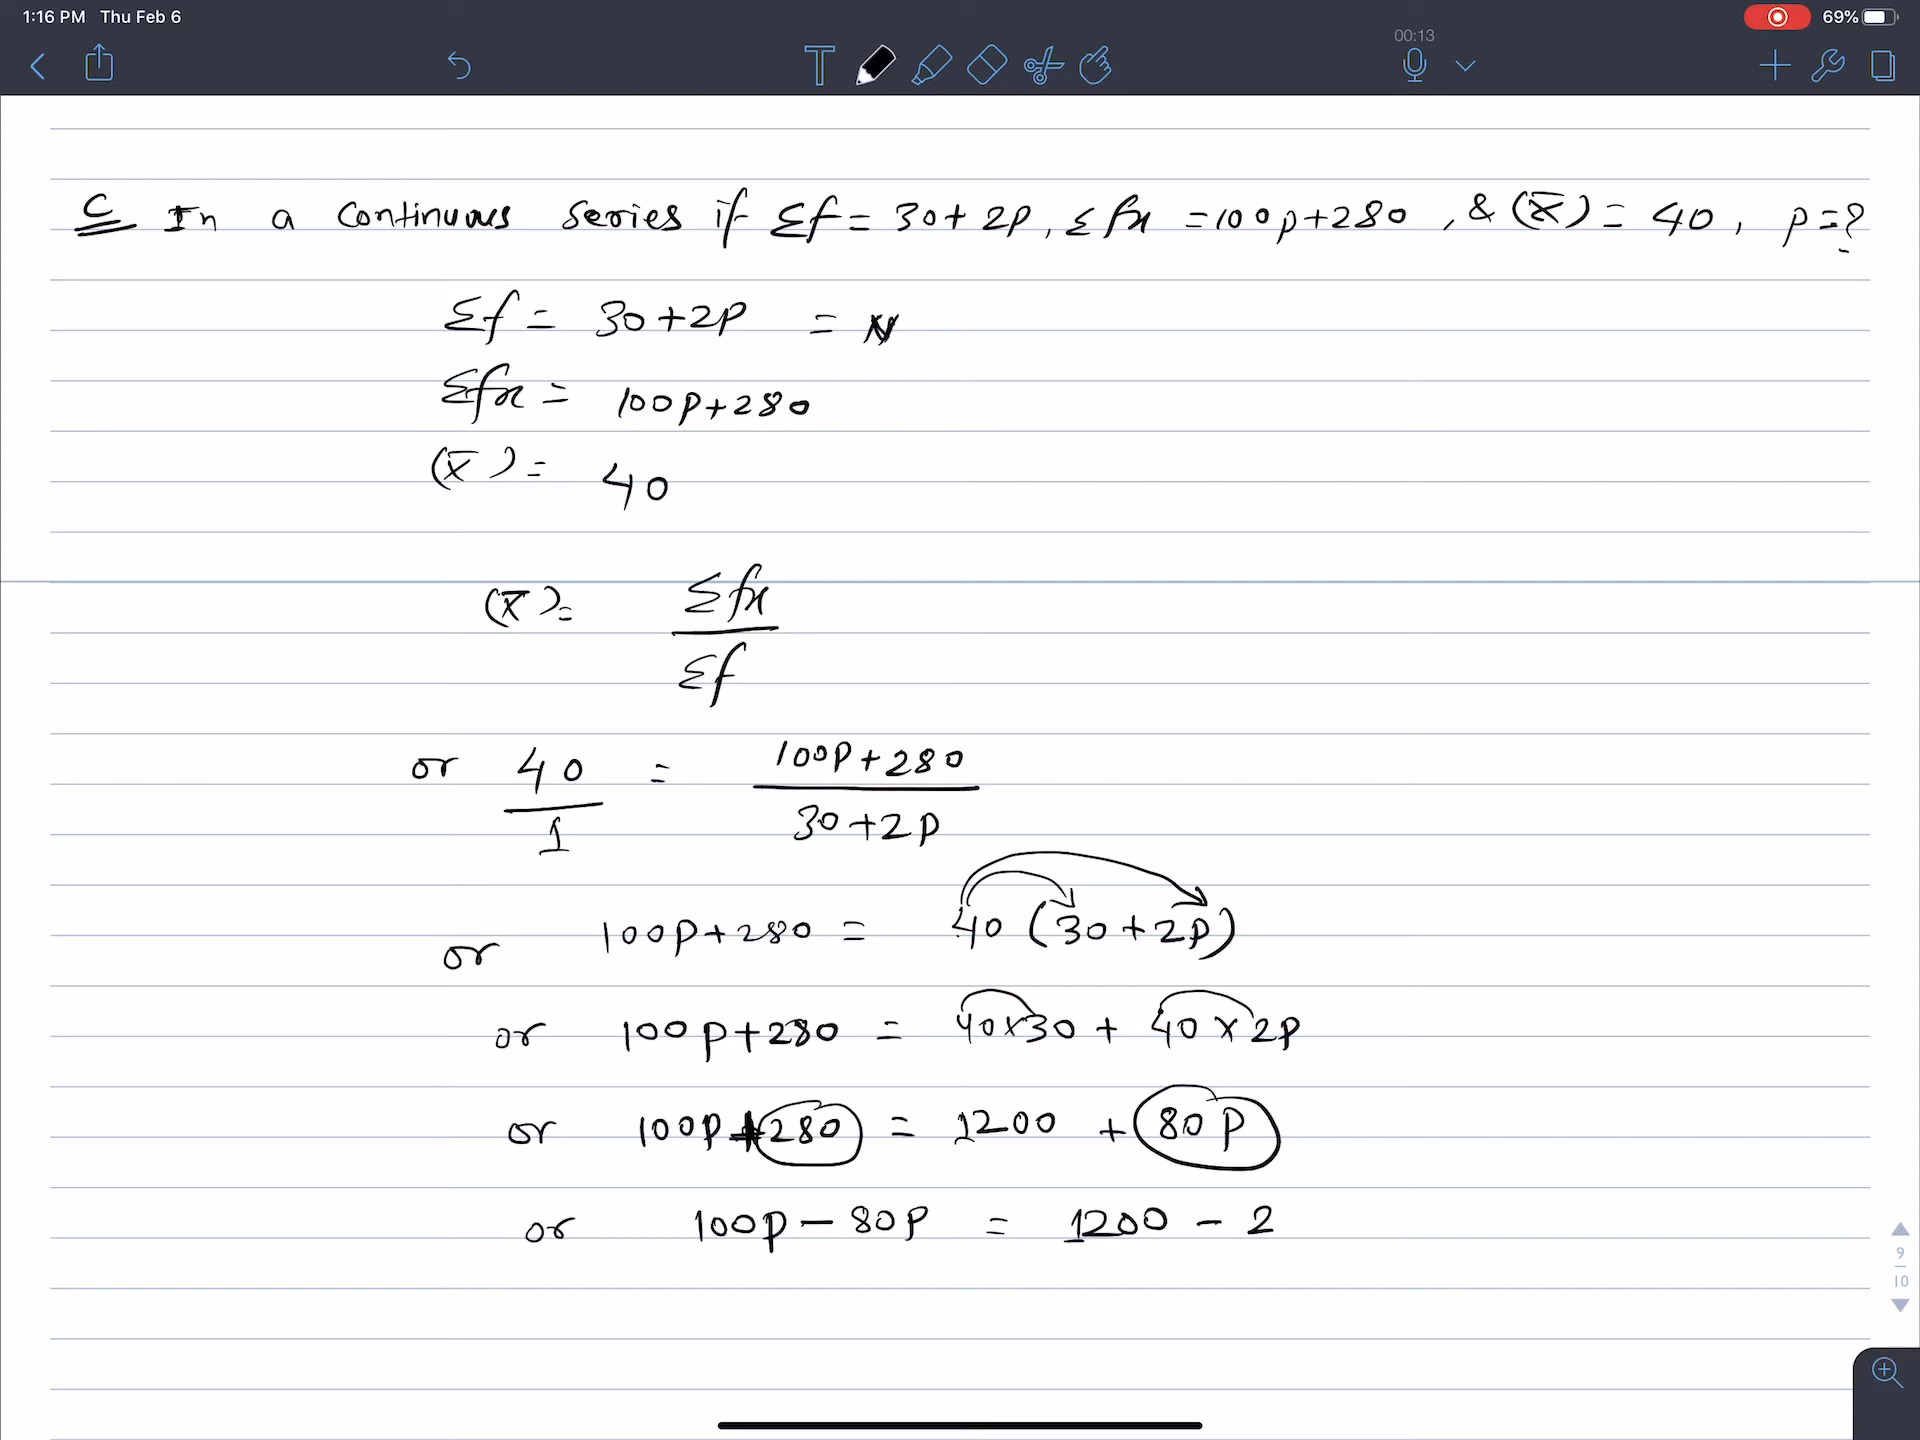 1:16 PM Thu Feb 6 69%
00:13
C In a continuous series if Σf = 30+2p, Σfx = 100p+280, & (x̄) = 40, p=?
Σf = 30+2p = N
Σfx = 100p+280
(x̄) = 40
(x̄)= Σfx/Σf
or 40/1 = 100p+280/30+2p
or 100p+280 = 40 (30+2p)
or 100p+280 = 40x30 + 40x2p
or 100p+280 = 1200 + 80p
or 100p - 80p = 1200 - 2
9
10